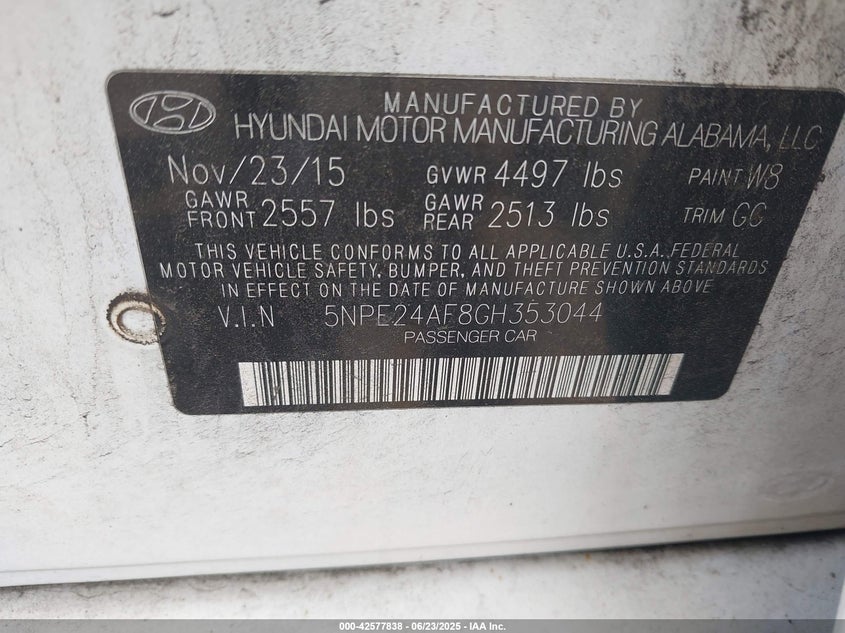 MANUFACTURED BY
HYUNDAI MOTOR MANUFACTURING ALABAMA, LLC
Nov/23/15 GVWR 4497 lbs PAINT W8
GAWR FRONT 2557 lbs GAWR REAR 2513 lbs TRIM GG
THIS VEHICLE CONFORMS TO ALL APPLICABLE U.S.A. FEDERAL
MOTOR VEHICLE SAFETY, BUMPER, AND THEFT PREVENTION STANDARDS
IN EFFECT ON THE DATE OF MANUFACTURE SHOWN ABOVE
V.I.N 5NPE24AF8GH353044
PASSENGER CAR
000-42577838 - 06/23/2025 - IAA Inc.